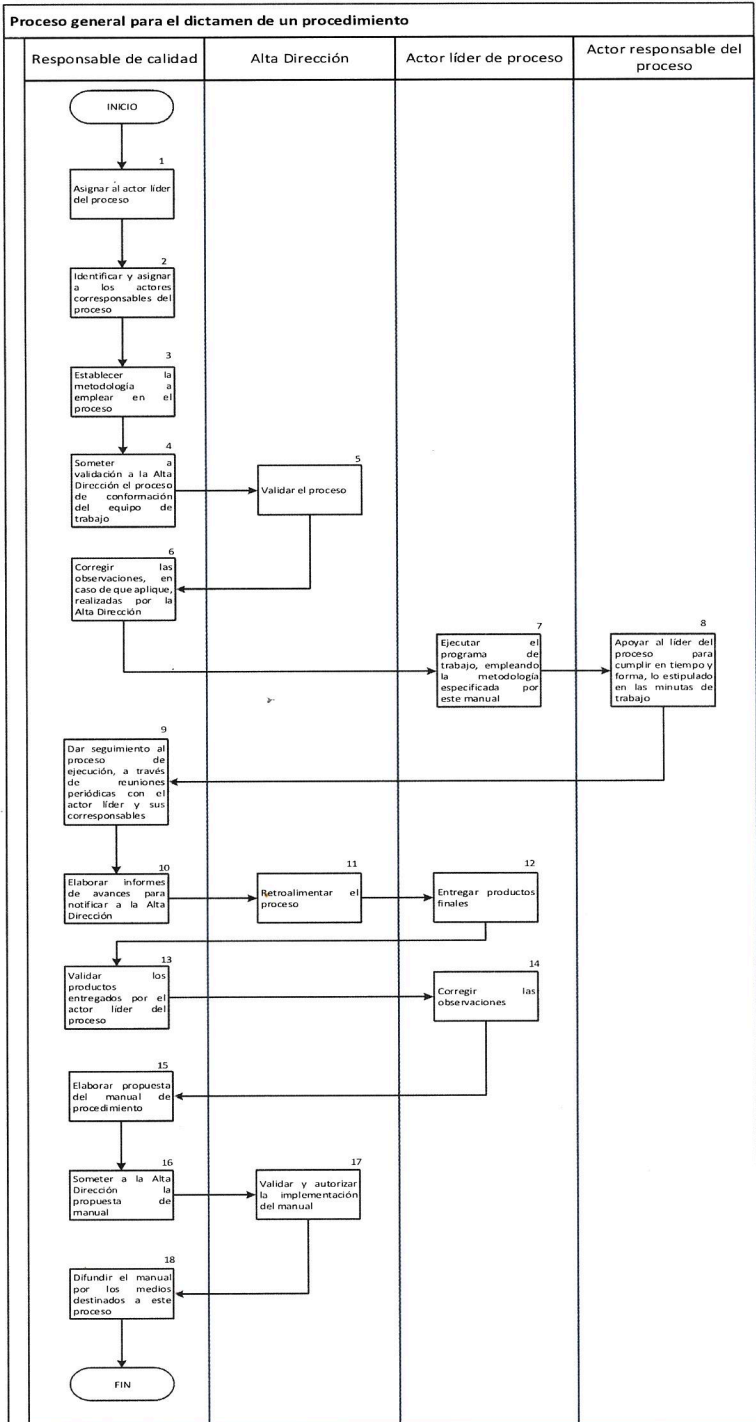 Proceso general para el dictamen de un procedimiento
Responsable de calidad
Alta Dirección
Actor líder de proceso
Actor responsable del
proceso
INICIO
1
Asignar al actor líder
del proceso
2
Identificar y asignar
a los actores
corresponsables del
proceso
3
Establecer la
metodología a
emplear en el
proceso
4
Someter a
validación a la Alta
Dirección el proceso
de conformación
del equipo de
trabajo
5
Validar el proceso
6
Corregir las
observaciones, en
caso de que aplique,
realizadas por la
Alta Dirección
7
Ejecutar el
programa de
trabajo, empleando
la metodología
especificada por
este manual
8
Apoyar al líder del
proceso para
cumplir en tiempo y
forma, lo estipulado
en las minutas de
trabajo
9
Dar seguimiento al
proceso de
ejecución, a través
de reuniones
periódicas con el
actor líder y sus
corresponsables
10
Elaborar informes
de avances para
notificar a la Alta
Dirección
11
Retroalimentar el
proceso
12
Entregar productos
finales
13
Validar los
productos
entregados por el
actor líder del
proceso
14
Corregir las
observaciones
15
Elaborar propuesta
del manual de
procedimiento
16
Someter a la Alta
Dirección la
propuesta de
manual
17
Validar y autorizar
la implementación
del manual
18
Difundir el manual
por los medios
destinados a este
proceso
FIN